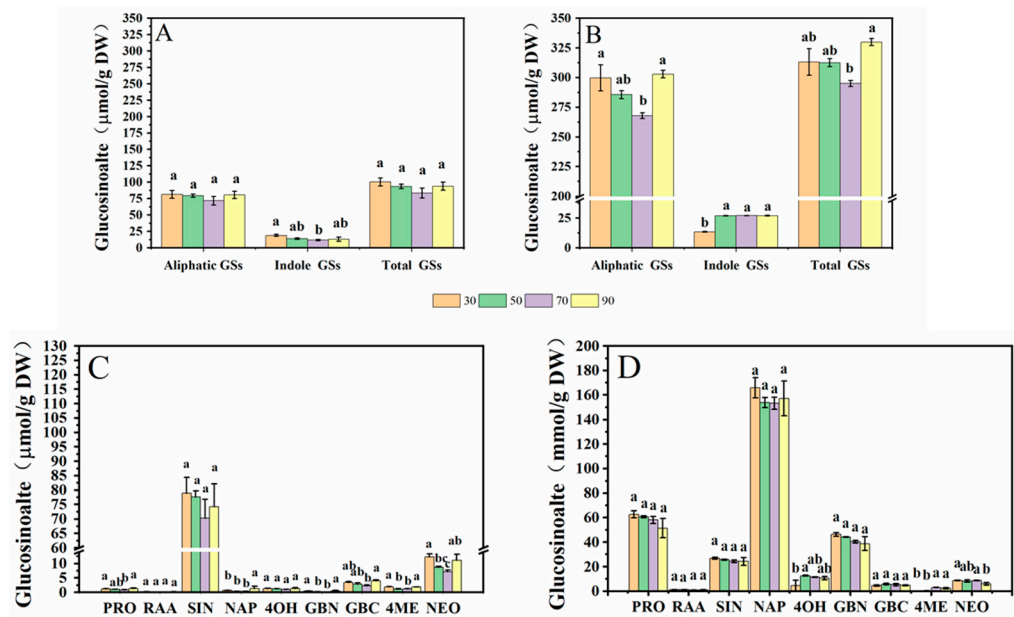 A
Glucosinoalte（μmol/g DW）
350
325
300
275
250
225
200
175
150
125
100
75
50
25
0
a a a a
a ab b ab
a a a a
Aliphatic GSs Indole GSs Total GSs
B
Glucosinoalte（μmol/g DW）
350
325
300
275
250
225
200
25
0
a ab b a
b a a a
ab ab b a
Aliphatic GSs Indole GSs Total GSs
30 50 70 90
C
Glucosinoalte（μmol/g DW）
130
125
120
115
110
105
100
95
90
85
80
75
70
65
60
10
5
0
a ab b a
a a a a
a a a a
b b b a
a a a a
PRO RAA SIN NAP 4OH GBN GBC 4ME NEO
D
Glucosinoalte（mmol/g DW）
200
180
160
140
120
100
80
60
40
20
0
a a a a
a a a a
a a a a
a a a a
b a ab ab
a a a a
a a a a
b b a a
PRO RAA SIN NAP 4OH GBN GBC 4ME NEO